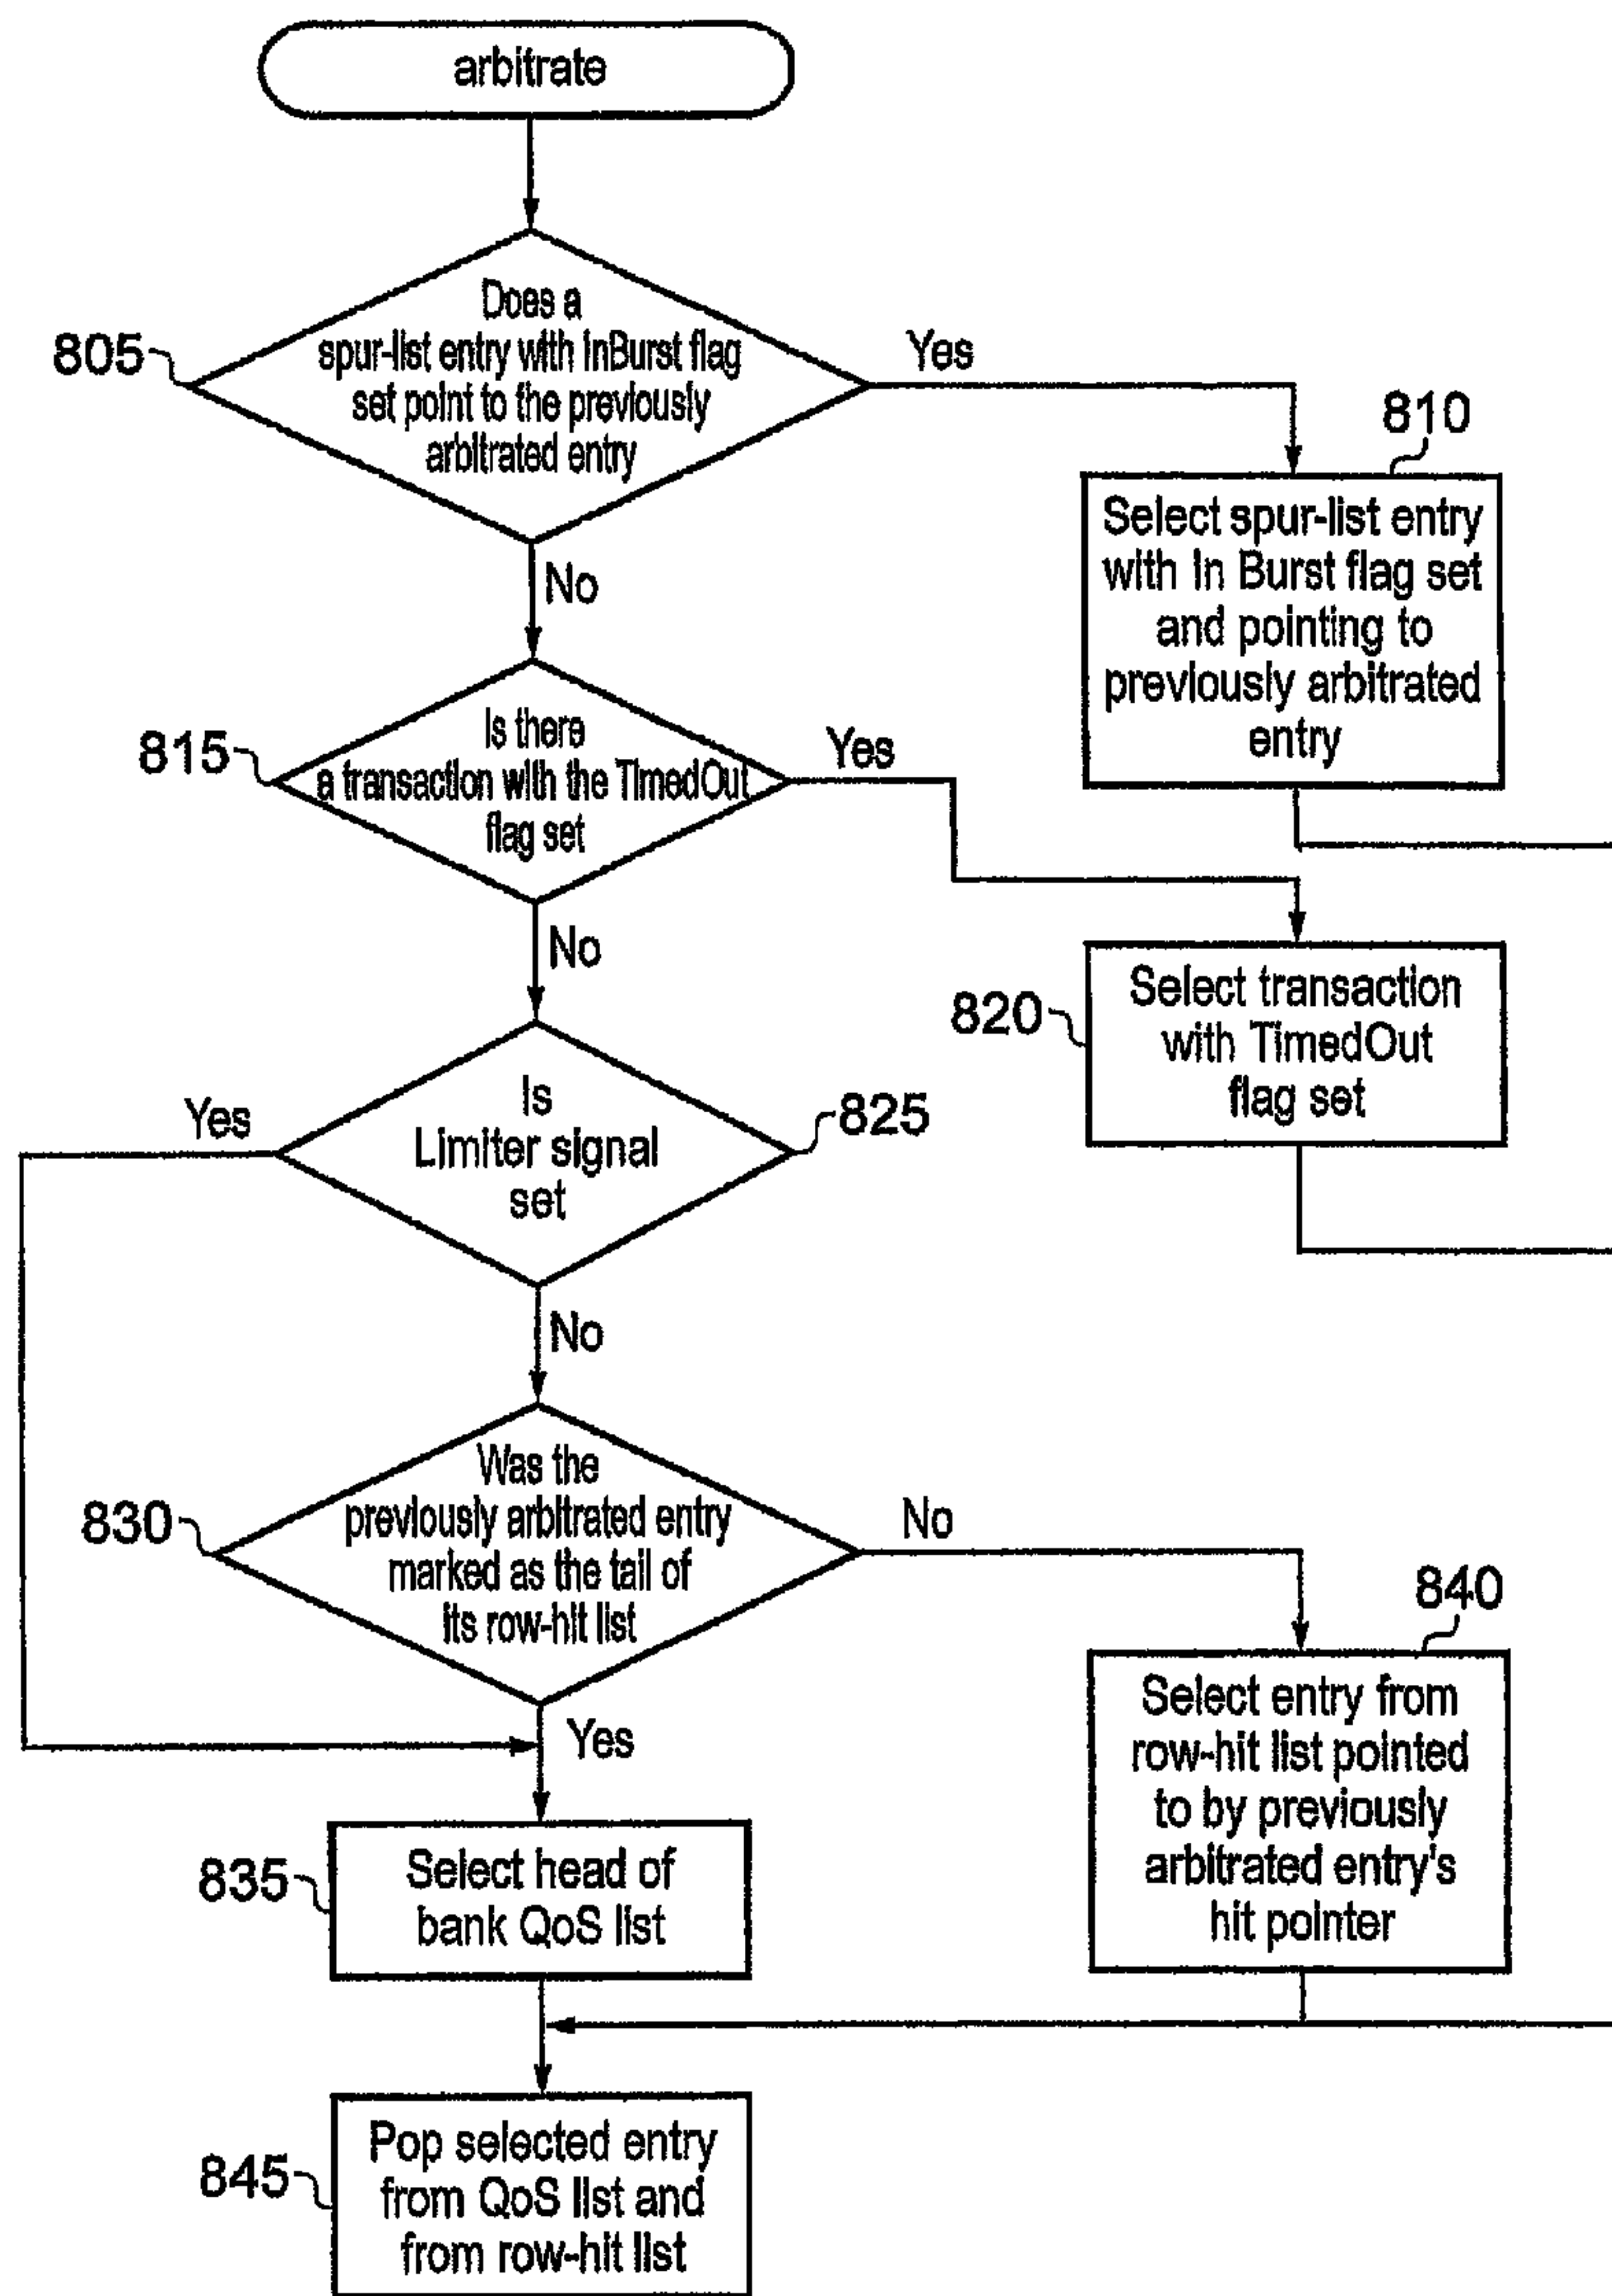 arbitrate
805
Does a
spur-list entry with InBurst flag
set point to the previously
arbitrated entry
Yes
No
810
Select spur-list entry
with In Burst flag set
and pointing to
previously arbitrated
entry
815
Is there
a transaction with the TimedOut
flag set
Yes
No
820
Select transaction
with TimedOut
flag set
Yes
Is
Limiter signal
set
825
No
830
Was the
previously arbitrated entry
marked as the tail of
its row-hit list
No
Yes
840
Select entry from
row-hit list pointed
to by previously
arbitrated entry's
hit pointer
835
Select head of
bank QoS list
845
Pop selected entry
from QoS list and
from row-hit list